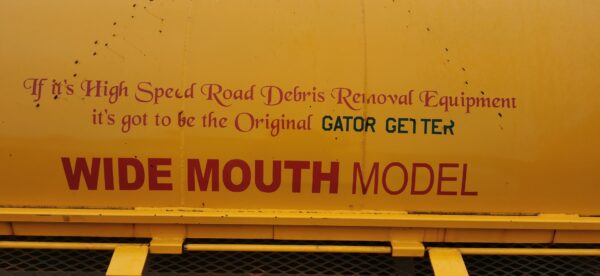 If it's High Speed Road Debris Removal Equipment
it's got to be the Original GATOR GETTER
WIDE MOUTH MODEL